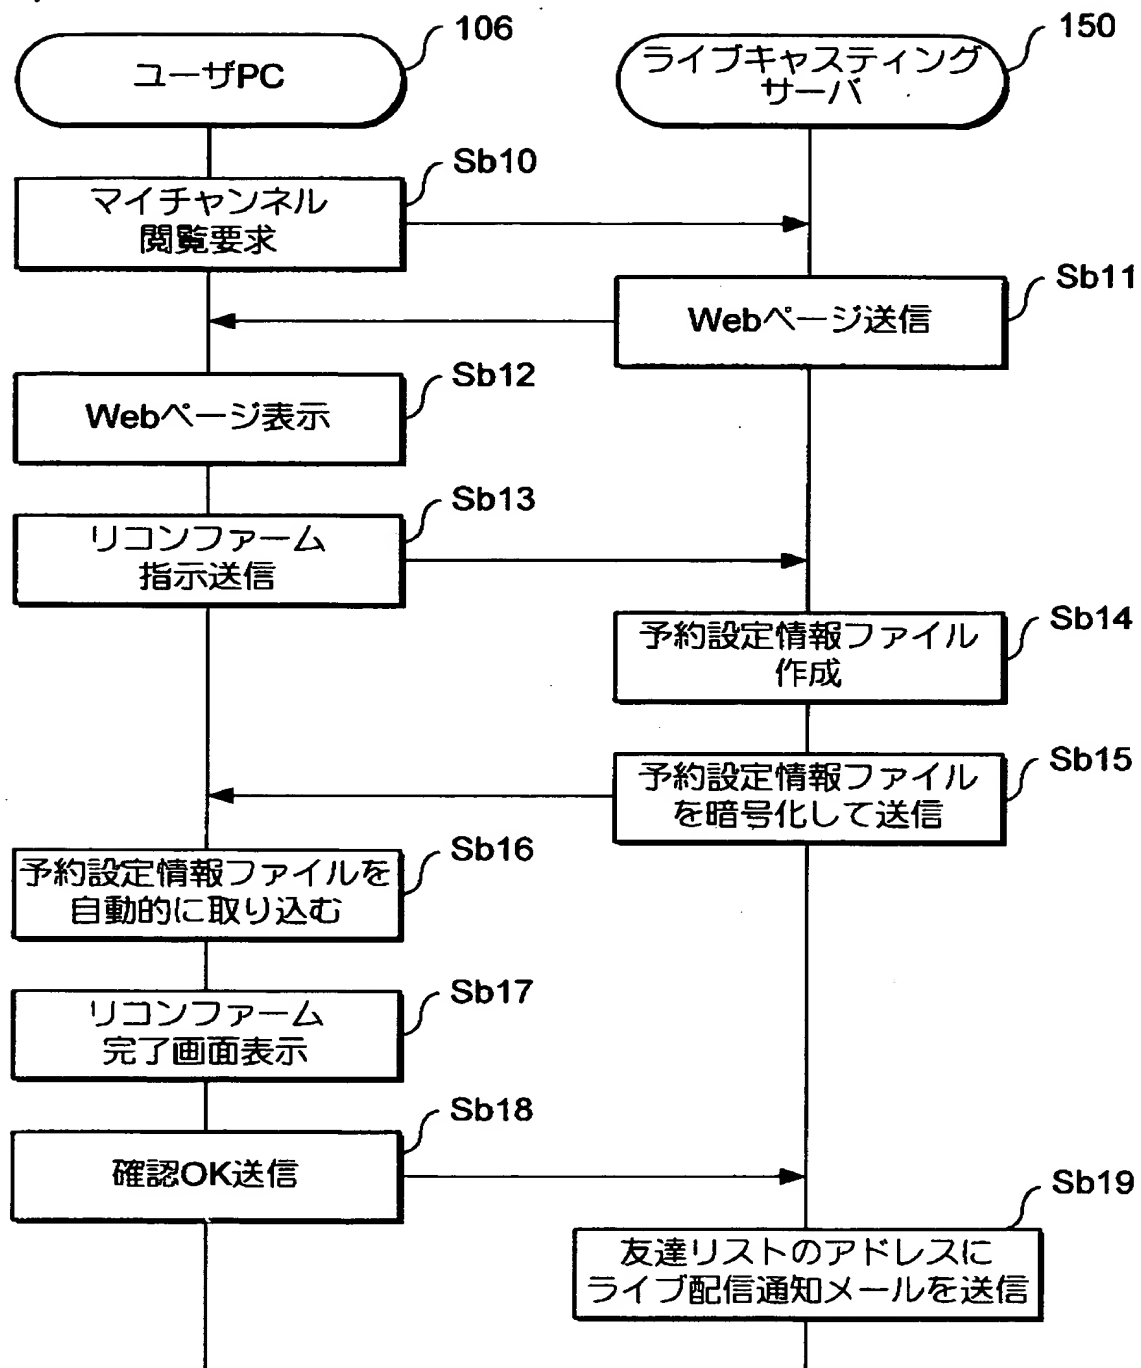 106
ユーザPC
150
ライブキャスティング
サーバ
Sb10
マイチャンネル
閲覧要求
Sb11
Webページ送信
Sb12
Webページ表示
Sb13
リコンファーム
指示送信
Sb14
予約設定情報ファイル
作成
Sb15
予約設定情報ファイル
を暗号化して送信
Sb16
予約設定情報ファイルを
自動的に取り込む
Sb17
リコンファーム
完了画面表示
Sb18
確認OK送信
Sb19
友達リストのアドレスに
ライブ配信通知メールを送信